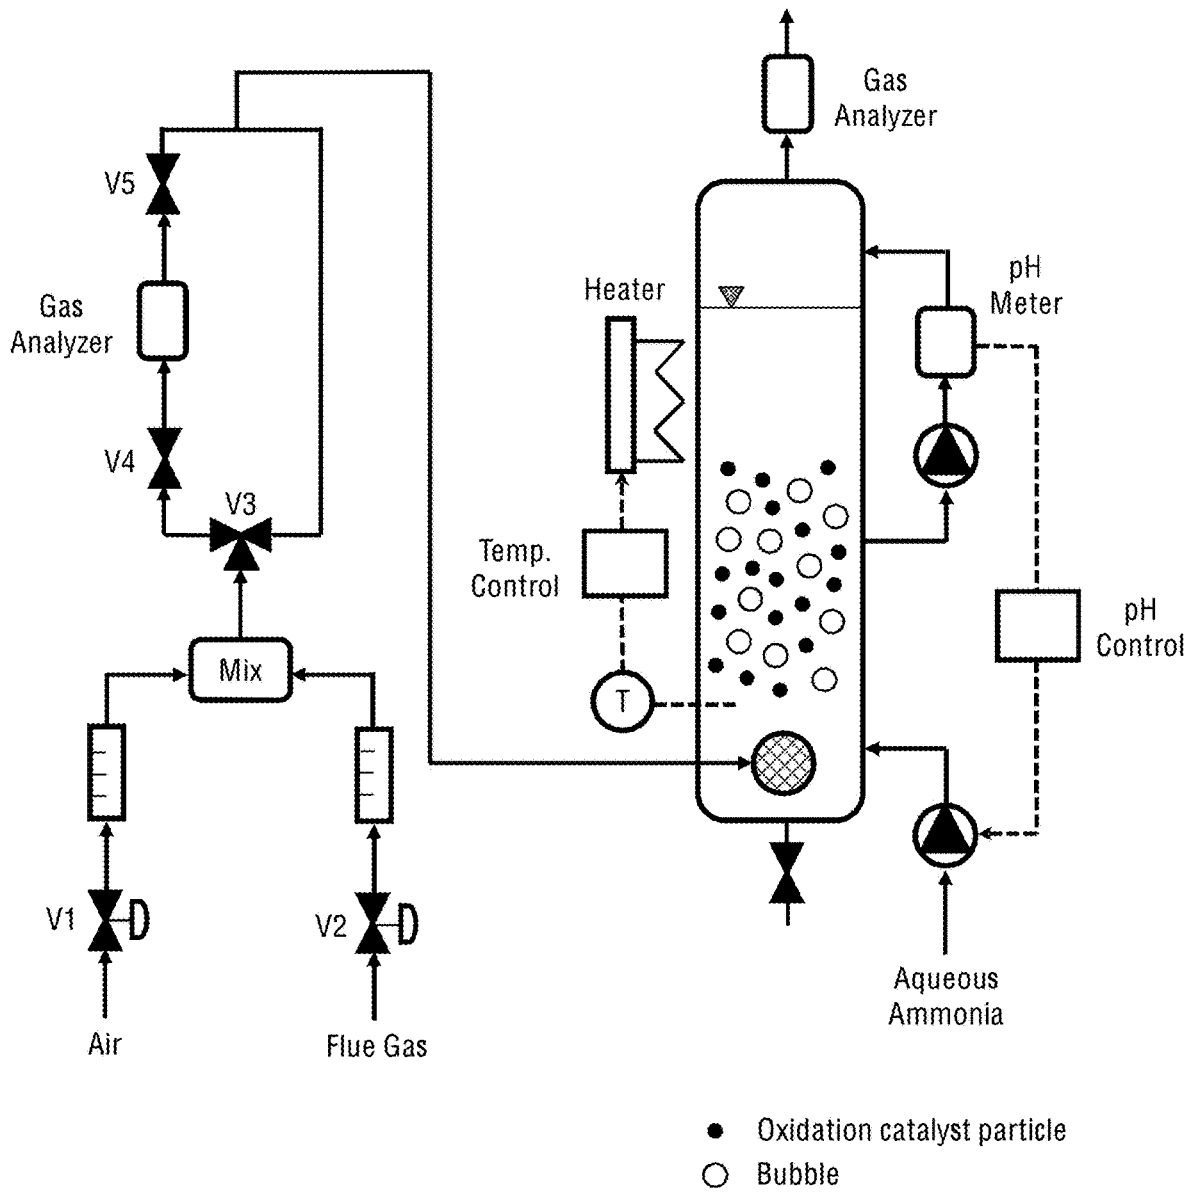 Gas
Analyzer
V5
Heater
pH
Meter
Gas
Analyzer
V4
V3
Temp.
Control
pH
Control
Mix
T
V1
V2
Aqueous
Ammonia
Air
Flue Gas
Oxidation catalyst particle
Bubble